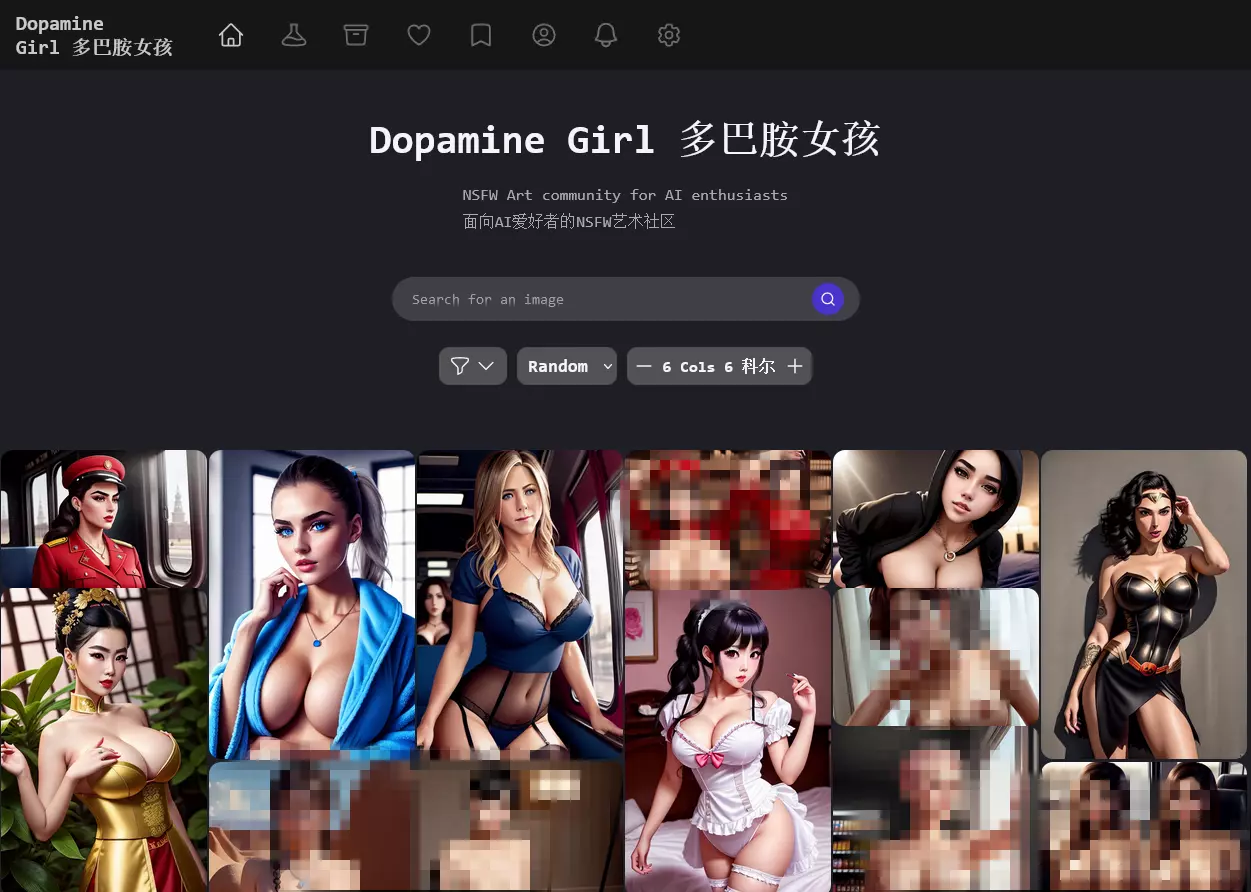 Dopamine
Girl 多巴胺女孩
Dopamine Girl 多巴胺女孩
NSFW Art community for AI enthusiasts
面向AI爱好者的NSFW艺术社区
Search for an image
Random
6 Cols 6 科尔